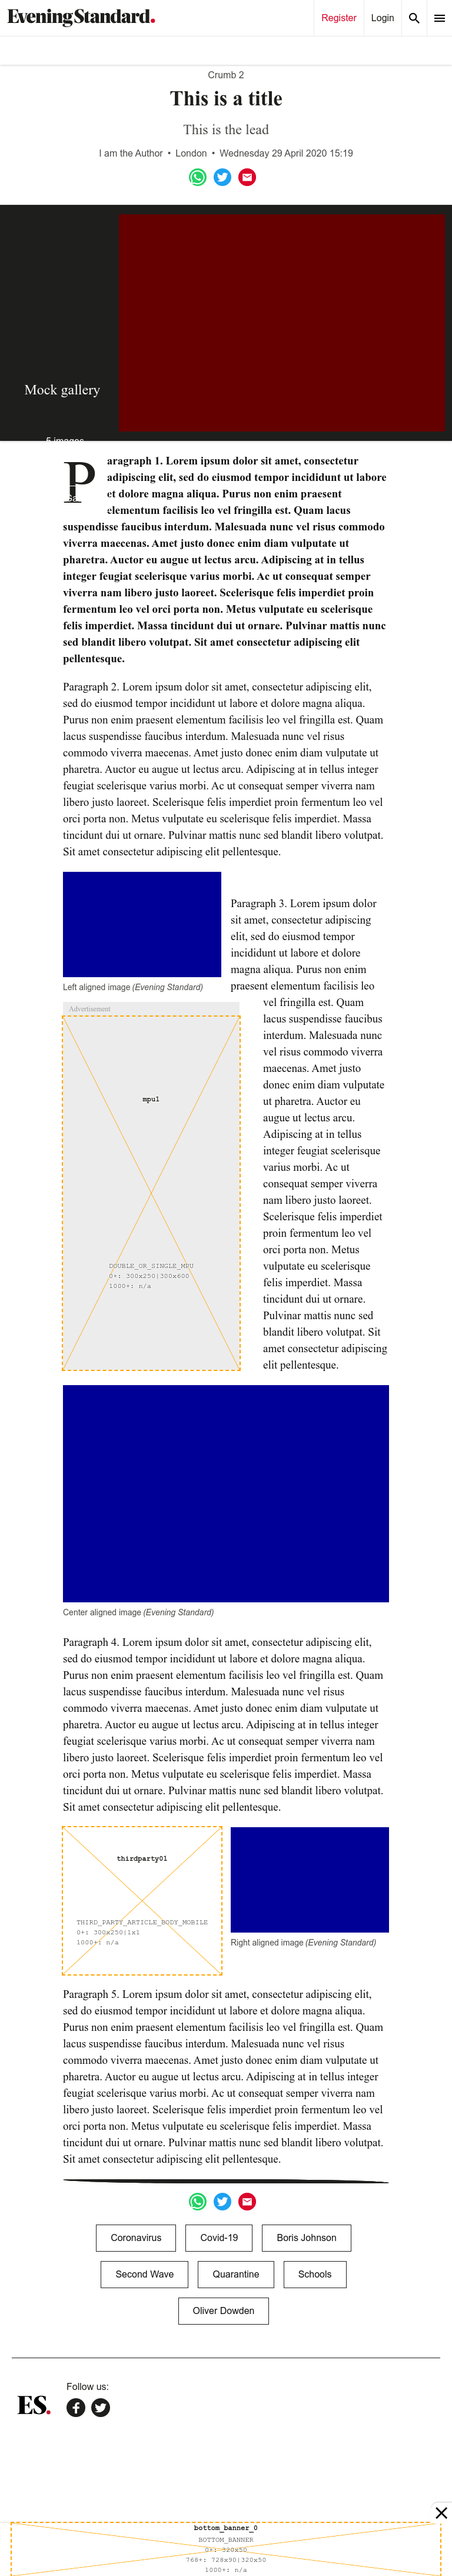 Evening Standard.
Register
Login
Crumb 2
This is a title
This is the lead
I am the Author • London • Wednesday 29 April 2020 15:19
Mock gallery
5 images
Paragraph 1. Lorem ipsum dolor sit amet, consectetur
adipiscing elit, sed do eiusmod tempor incididunt ut labore
et dolore magna aliqua. Purus non enim praesent
elementum facilisis leo vel fringilla est. Quam lacus
suspendisse faucibus interdum. Malesuada nunc vel risus commodo
viverra maecenas. Amet justo donec enim diam vulputate ut
pharetra. Auctor eu augue ut lectus arcu. Adipiscing at in tellus
integer feugiat scelerisque varius morbi. Ac ut consequat semper
viverra nam libero justo laoreet. Scelerisque felis imperdiet proin
fermentum leo vel orci porta non. Metus vulputate eu scelerisque
felis imperdiet. Massa tincidunt dui ut ornare. Pulvinar mattis nunc
sed blandit libero volutpat. Sit amet consectetur adipiscing elit
pellentesque.
Paragraph 2. Lorem ipsum dolor sit amet, consectetur adipiscing elit,
sed do eiusmod tempor incididunt ut labore et dolore magna aliqua.
Purus non enim praesent elementum facilisis leo vel fringilla est. Quam
lacus suspendisse faucibus interdum. Malesuada nunc vel risus
commodo viverra maecenas. Amet justo donec enim diam vulputate ut
pharetra. Auctor eu augue ut lectus arcu. Adipiscing at in tellus integer
feugiat scelerisque varius morbi. Ac ut consequat semper viverra nam
libero justo laoreet. Scelerisque felis imperdiet proin fermentum leo vel
orci porta non. Metus vulputate eu scelerisque felis imperdiet. Massa
tincidunt dui ut ornare. Pulvinar mattis nunc sed blandit libero volutpat.
Sit amet consectetur adipiscing elit pellentesque.
Left aligned image (Evening Standard)
Advertisement
mpu1
DOUBLE_OR_SINGLE_MPU
0+: 300x250|300x600
1000+: n/a
Paragraph 3. Lorem ipsum dolor
sit amet, consectetur adipiscing
elit, sed do eiusmod tempor
incididunt ut labore et dolore
magna aliqua. Purus non enim
praesent elementum facilisis leo
vel fringilla est. Quam
lacus suspendisse faucibus
interdum. Malesuada nunc
vel risus commodo viverra
maecenas. Amet justo
donec enim diam vulputate
ut pharetra. Auctor eu
augue ut lectus arcu.
Adipiscing at in tellus
integer feugiat scelerisque
varius morbi. Ac ut
consequat semper viverra
nam libero justo laoreet.
Scelerisque felis imperdiet
proin fermentum leo vel
orci porta non. Metus
vulputate eu scelerisque
felis imperdiet. Massa
tincidunt dui ut ornare.
Pulvinar mattis nunc sed
blandit libero volutpat. Sit
amet consectetur adipiscing
elit pellentesque.
Center aligned image (Evening Standard)
Paragraph 4. Lorem ipsum dolor sit amet, consectetur adipiscing elit,
sed do eiusmod tempor incididunt ut labore et dolore magna aliqua.
Purus non enim praesent elementum facilisis leo vel fringilla est. Quam
lacus suspendisse faucibus interdum. Malesuada nunc vel risus
commodo viverra maecenas. Amet justo donec enim diam vulputate ut
pharetra. Auctor eu augue ut lectus arcu. Adipiscing at in tellus integer
feugiat scelerisque varius morbi. Ac ut consequat semper viverra nam
libero justo laoreet. Scelerisque felis imperdiet proin fermentum leo vel
orci porta non. Metus vulputate eu scelerisque felis imperdiet. Massa
tincidunt dui ut ornare. Pulvinar mattis nunc sed blandit libero volutpat.
Sit amet consectetur adipiscing elit pellentesque.
thirdparty01
THIRD_PARTY_ARTICLE_BODY_MOBILE
0+: 300x250|1x1
1000+: n/a
Right aligned image (Evening Standard)
Paragraph 5. Lorem ipsum dolor sit amet, consectetur adipiscing elit,
sed do eiusmod tempor incididunt ut labore et dolore magna aliqua.
Purus non enim praesent elementum facilisis leo vel fringilla est. Quam
lacus suspendisse faucibus interdum. Malesuada nunc vel risus
commodo viverra maecenas. Amet justo donec enim diam vulputate ut
pharetra. Auctor eu augue ut lectus arcu. Adipiscing at in tellus integer
feugiat scelerisque varius morbi. Ac ut consequat semper viverra nam
libero justo laoreet. Scelerisque felis imperdiet proin fermentum leo vel
orci porta non. Metus vulputate eu scelerisque felis imperdiet. Massa
tincidunt dui ut ornare. Pulvinar mattis nunc sed blandit libero volutpat.
Sit amet consectetur adipiscing elit pellentesque.
Coronavirus
Covid-19
Boris Johnson
Second Wave
Quarantine
Schools
Oliver Dowden
ES.
Follow us:
bottom_banner_0
BOTTOM_BANNER
0+: 320x50
768+: 728x90|320x50
1000+: n/a